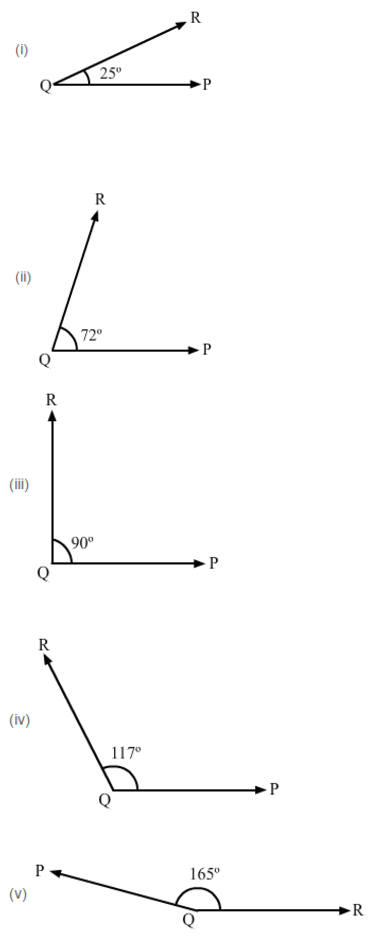 R
(i)
25º
Q
P
R
(ii)
72º
Q
P
R
(iii)
90º
Q
P
R
(iv)
117º
Q
P
P
165º
(v)
Q
R